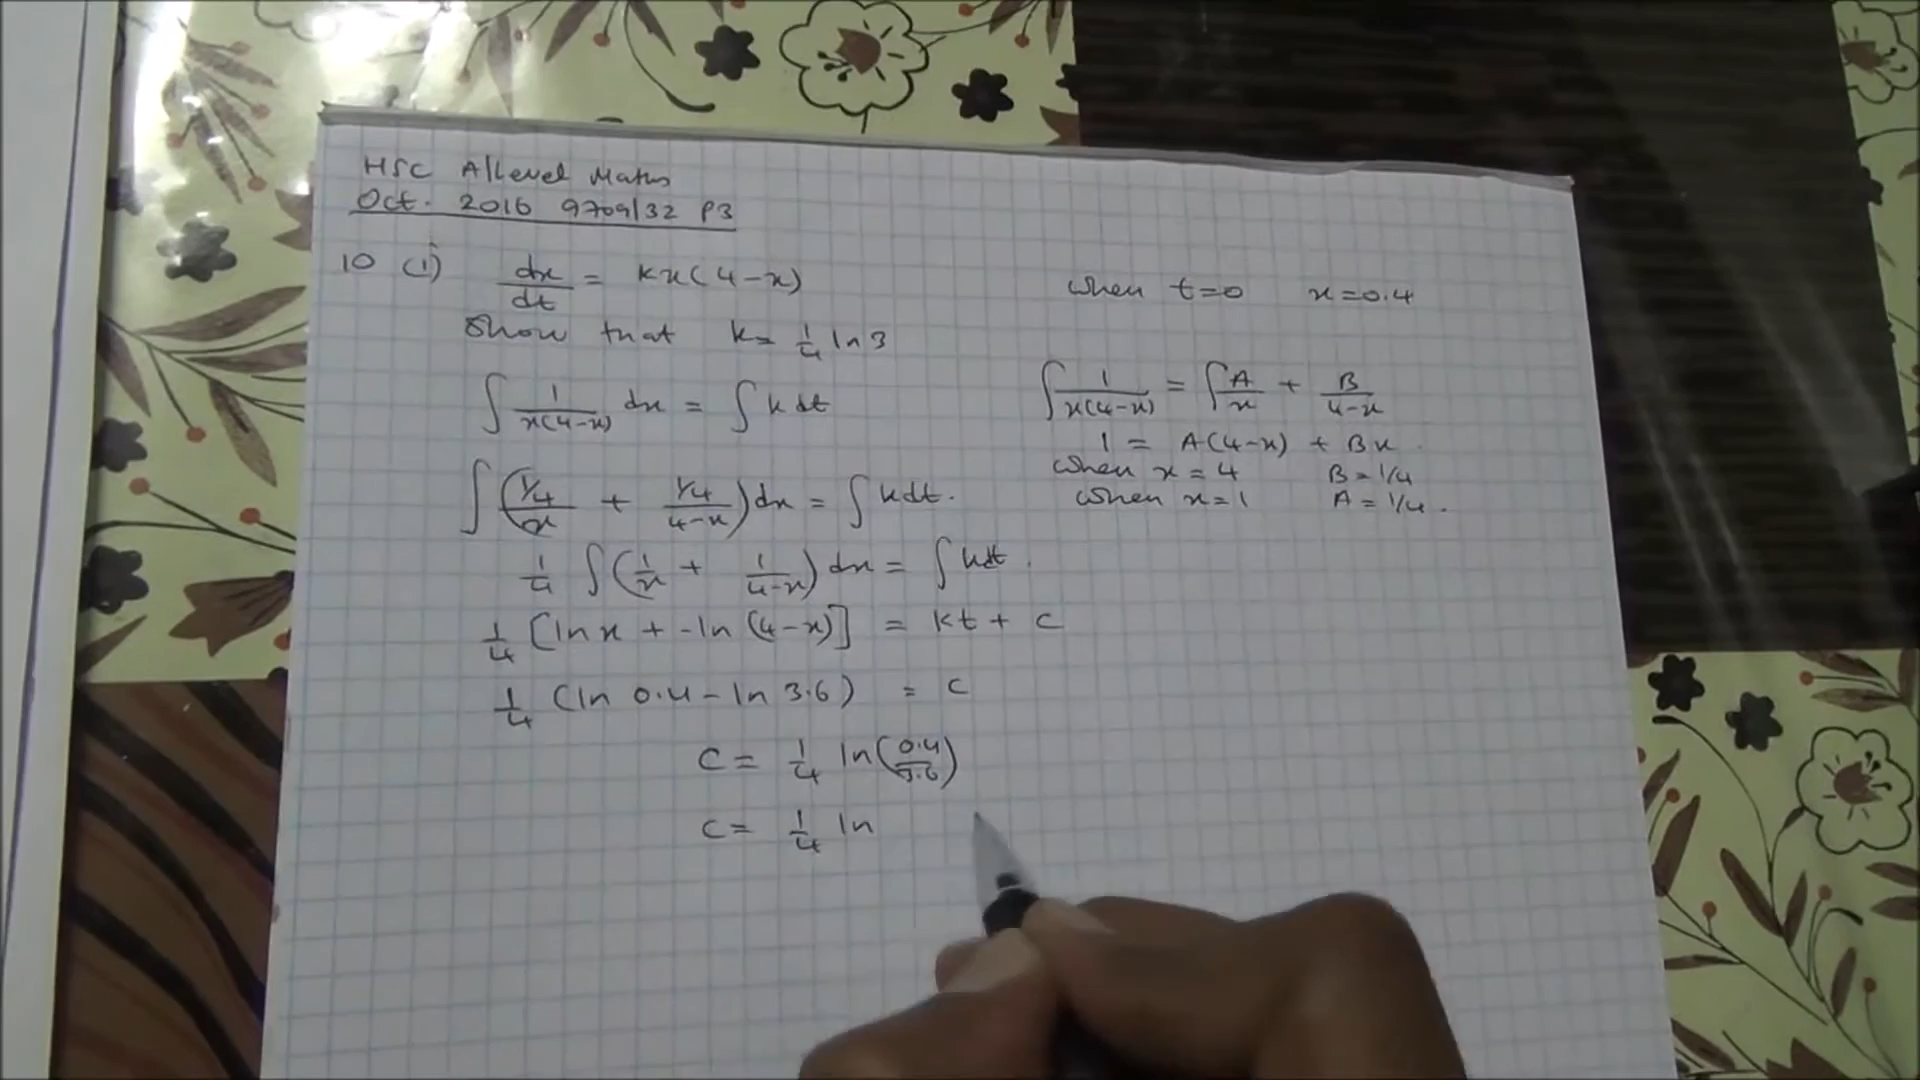 HSC A/Level Maths
Oct. 2016 9709/32 P3
10 (i) dx/dt = kx(4-x)
when t=0 x=0.4
Show that k= 1/4 ln 3
∫ 1/x(4-x) dx = ∫ k dt
∫ 1/x(4-x) = ∫ A/x + B/4-x
1 = A(4-x) + Bx
when x = 4 B = 1/4
when x = 1 A = 1/4.
∫ (1/4/x + 1/4/4-x) dx = ∫ kdt.
1/4 ∫ (1/x + 1/4-x) dx = ∫ kdt.
1/4 [ln x + -ln (4-x)] = kt + c
1/4 (ln 0.4 - ln 3.6) = c
c = 1/4 ln(0.4/3.6)
c = 1/4 ln